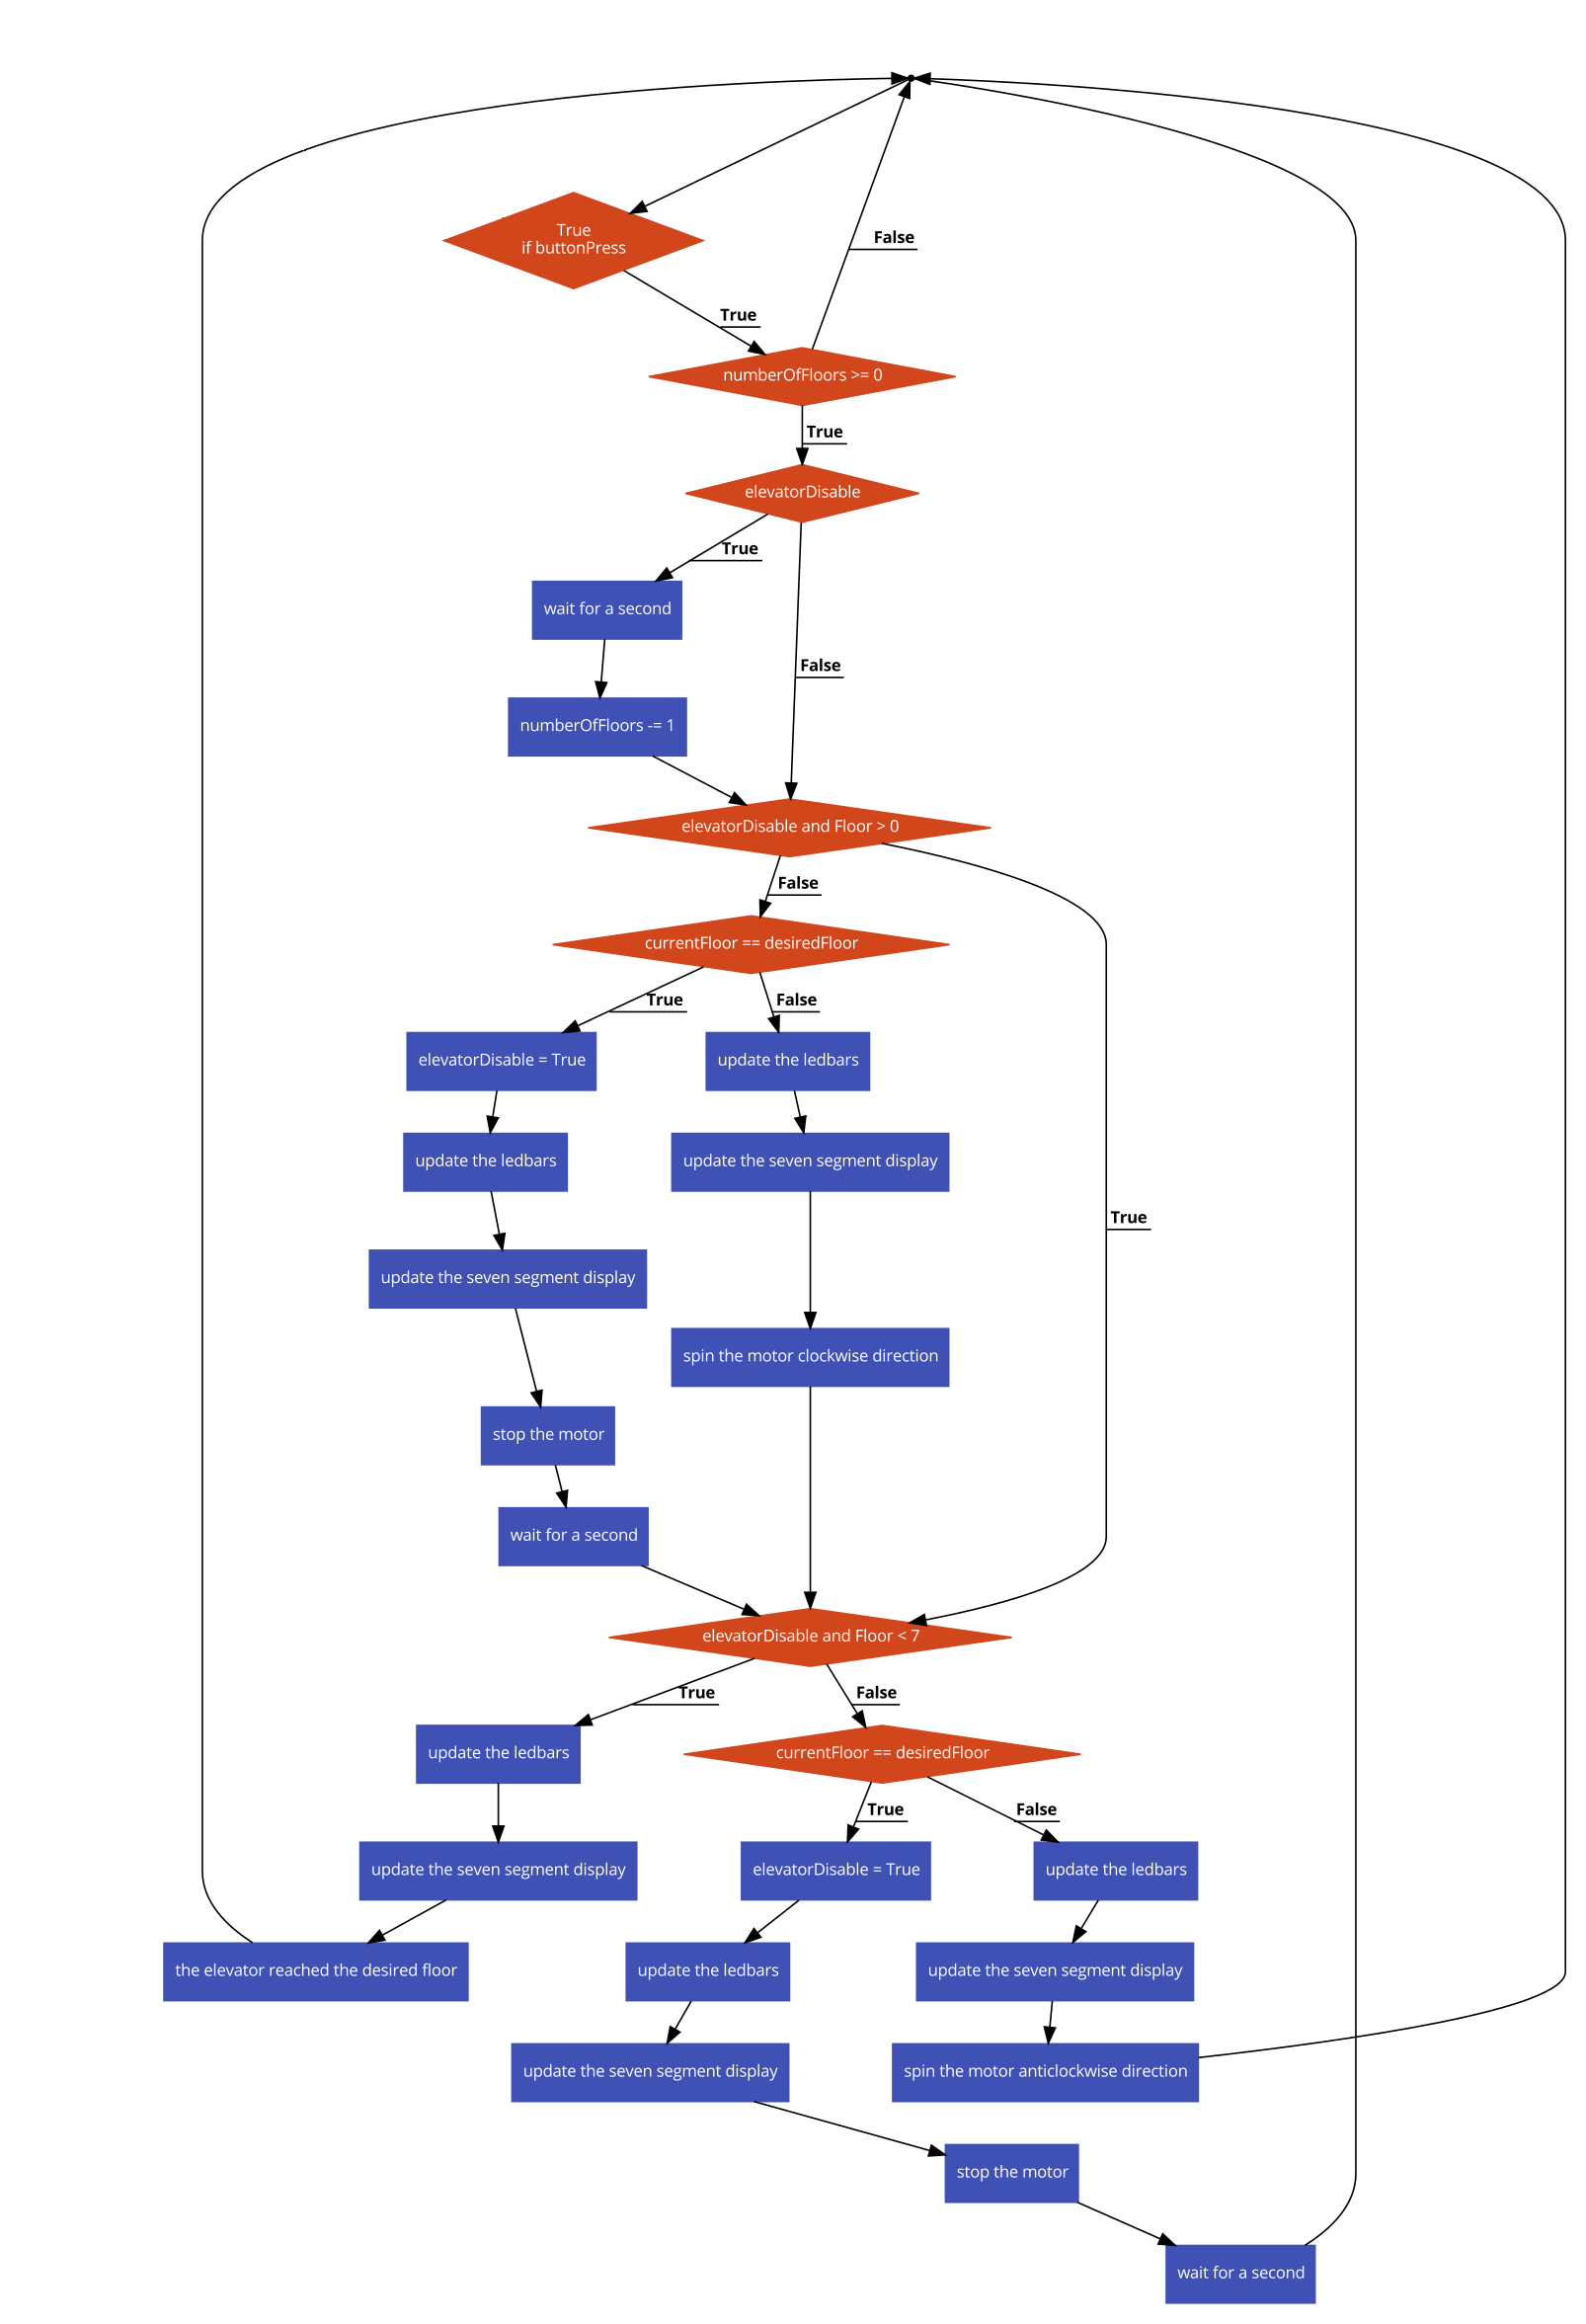 True
if buttonPress
False
True
numberOfFloors >= 0
True
elevatorDisable
True
wait for a second
False
numberOfFloors -= 1
elevatorDisable and Floor > 0
False
currentFloor == desiredFloor
True
False
elevatorDisable = True
update the ledbars
update the ledbars
update the seven segment display
True
update the seven segment display
spin the motor clockwise direction
stop the motor
wait for a second
elevatorDisable and Floor < 7
True
False
update the ledbars
currentFloor == desiredFloor
True
False
update the seven segment display
elevatorDisable = True
update the ledbars
the elevator reached the desired floor
update the ledbars
update the seven segment display
update the seven segment display
spin the motor anticlockwise direction
stop the motor
wait for a second